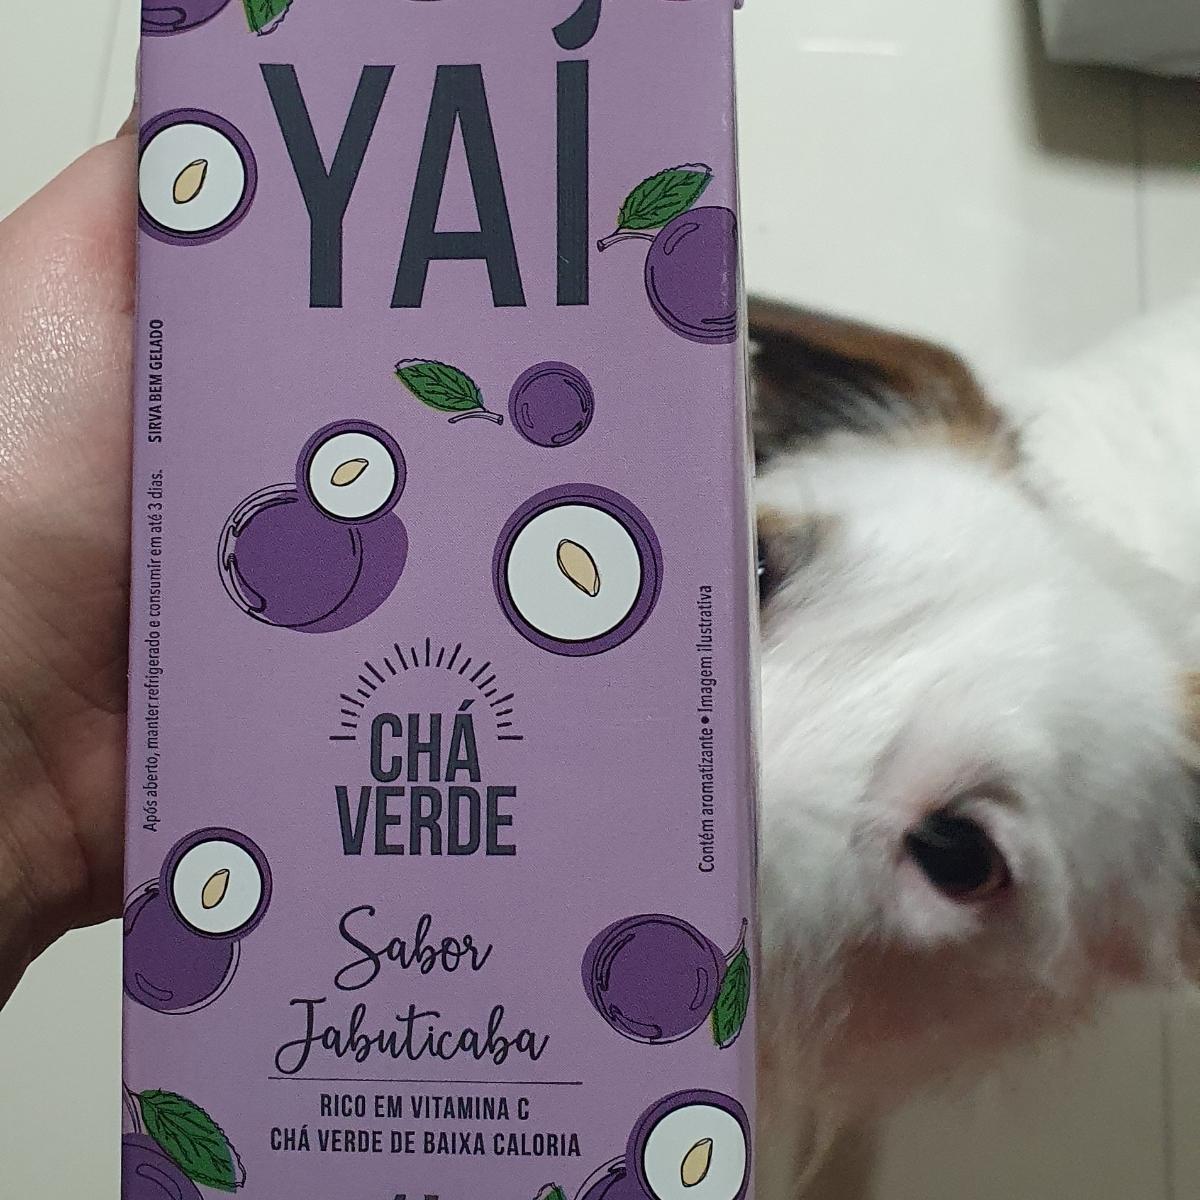 YAÍ
SIRVA BEM GELADO
Após aberto, manter refrigerado e consumir em até 3 dias.
Contém aromatizante • Imagem ilustrativa
CHÁ
VERDE
Sabor
Jabuticaba
RICO EM VITAMINA C
CHÁ VERDE DE BAIXA CALORIA